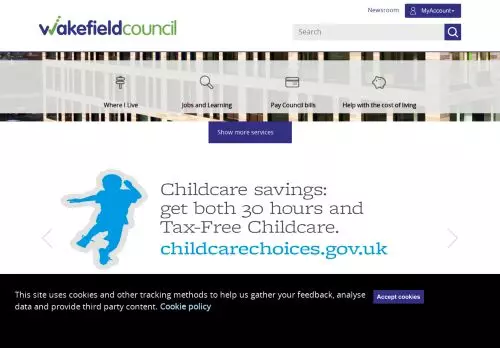 Newsroom
MyAccount+
wakefieldcouncil
Search
Where I Live
Jobs and Learning
Pay Council bills
Help with the cost of living
Show more services
Childcare savings:
get both 30 hours and
Tax-Free Childcare.
childcarechoices.gov.uk
This site uses cookies and other tracking methods to help us gather your feedback, analyse
data and provide third party content. Cookie policy
Accept cookies